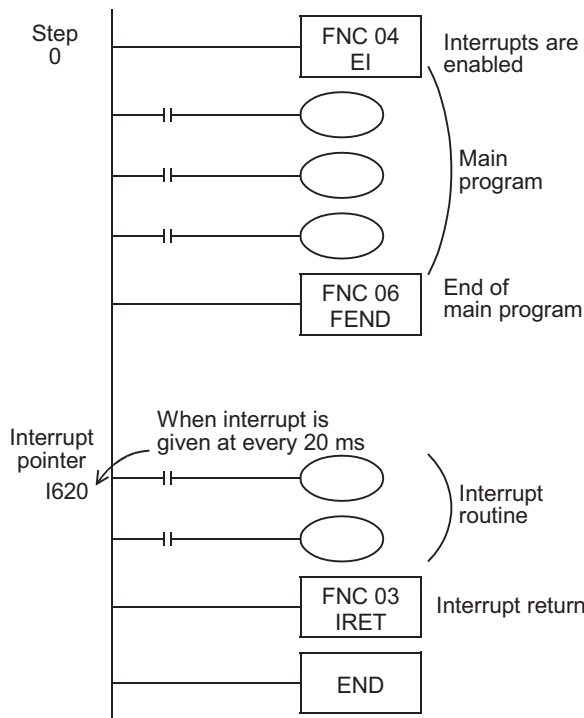 Step
0
FNC 04
EI
Interrupts are
enabled
Main
program
FNC 06
FEND
End of
main program
When interrupt is
given at every 20 ms
Interrupt
pointer
I620
Interrupt
routine
FNC 03
IRET
Interrupt return
END